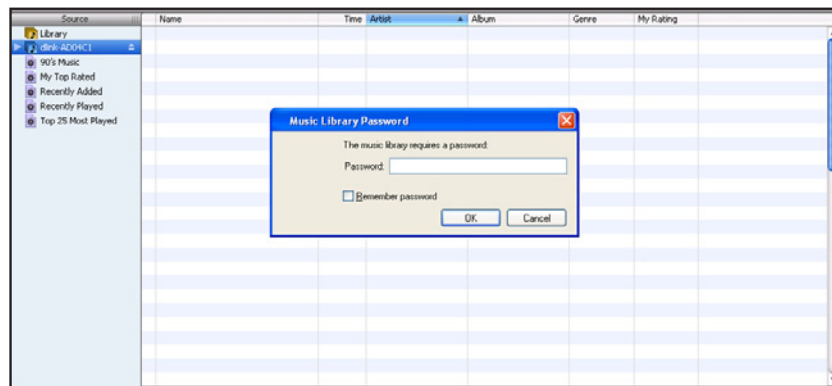 Source Name Time Artist Album Genre My Rating
Library
dlink-AD04C1
90's Music
My Top Rated
Recently Added
Recently Played
Top 25 Most Played
Music Library Password
The music library requires a password:
Password:
Remember password
OK Cancel